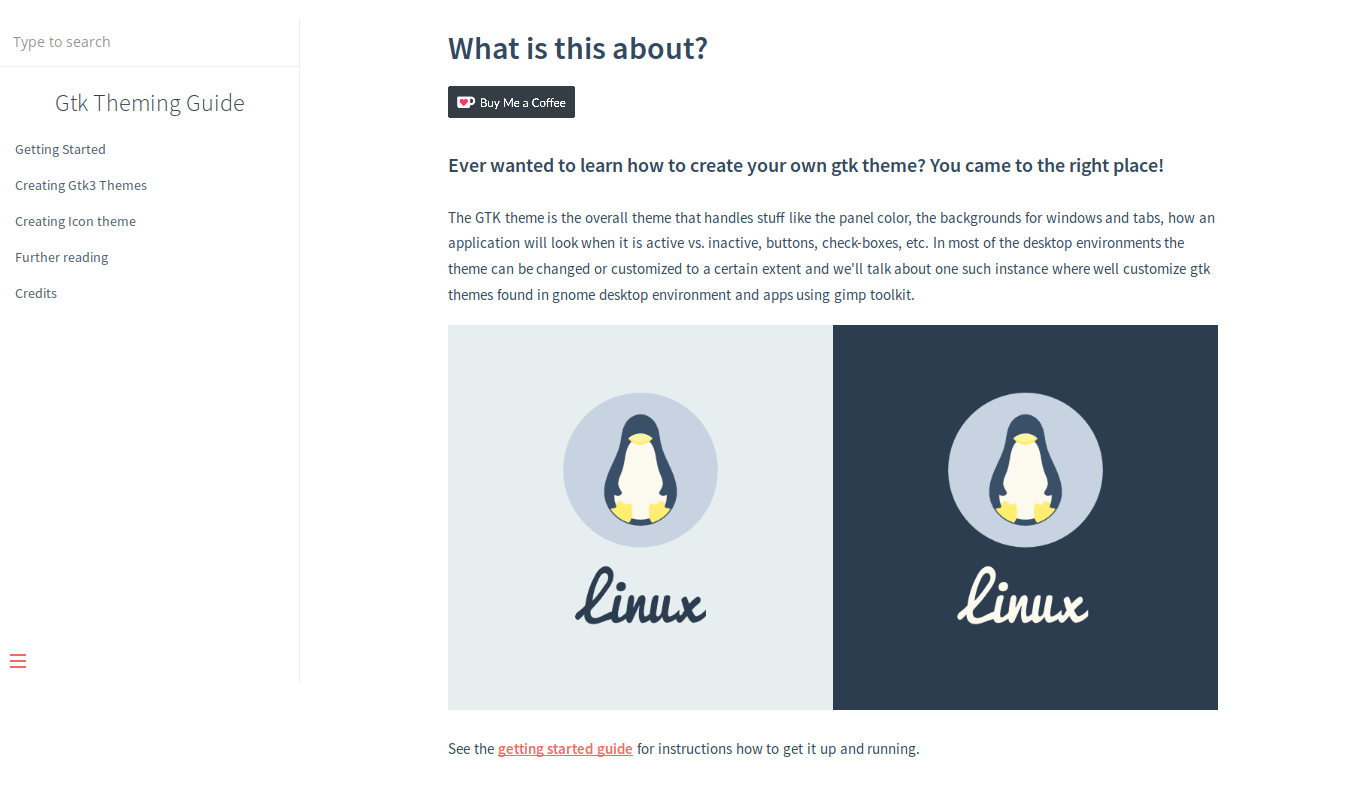 Type to search
Gtk Theming Guide
Getting Started
Creating Gtk3 Themes
Creating Icon theme
Further reading
Credits
What is this about?
Buy Me a Coffee
Ever wanted to learn how to create your own gtk theme? You came to the right place!
The GTK theme is the overall theme that handles stuff like the panel color, the backgrounds for windows and tabs, how an
application will look when it is active vs. inactive, buttons, check-boxes, etc. In most of the desktop environments the
theme can be changed or customized to a certain extent and we'll talk about one such instance where well customize gtk
themes found in gnome desktop environment and apps using gimp toolkit.
Linux
Linux
See the getting started guide for instructions how to get it up and running.